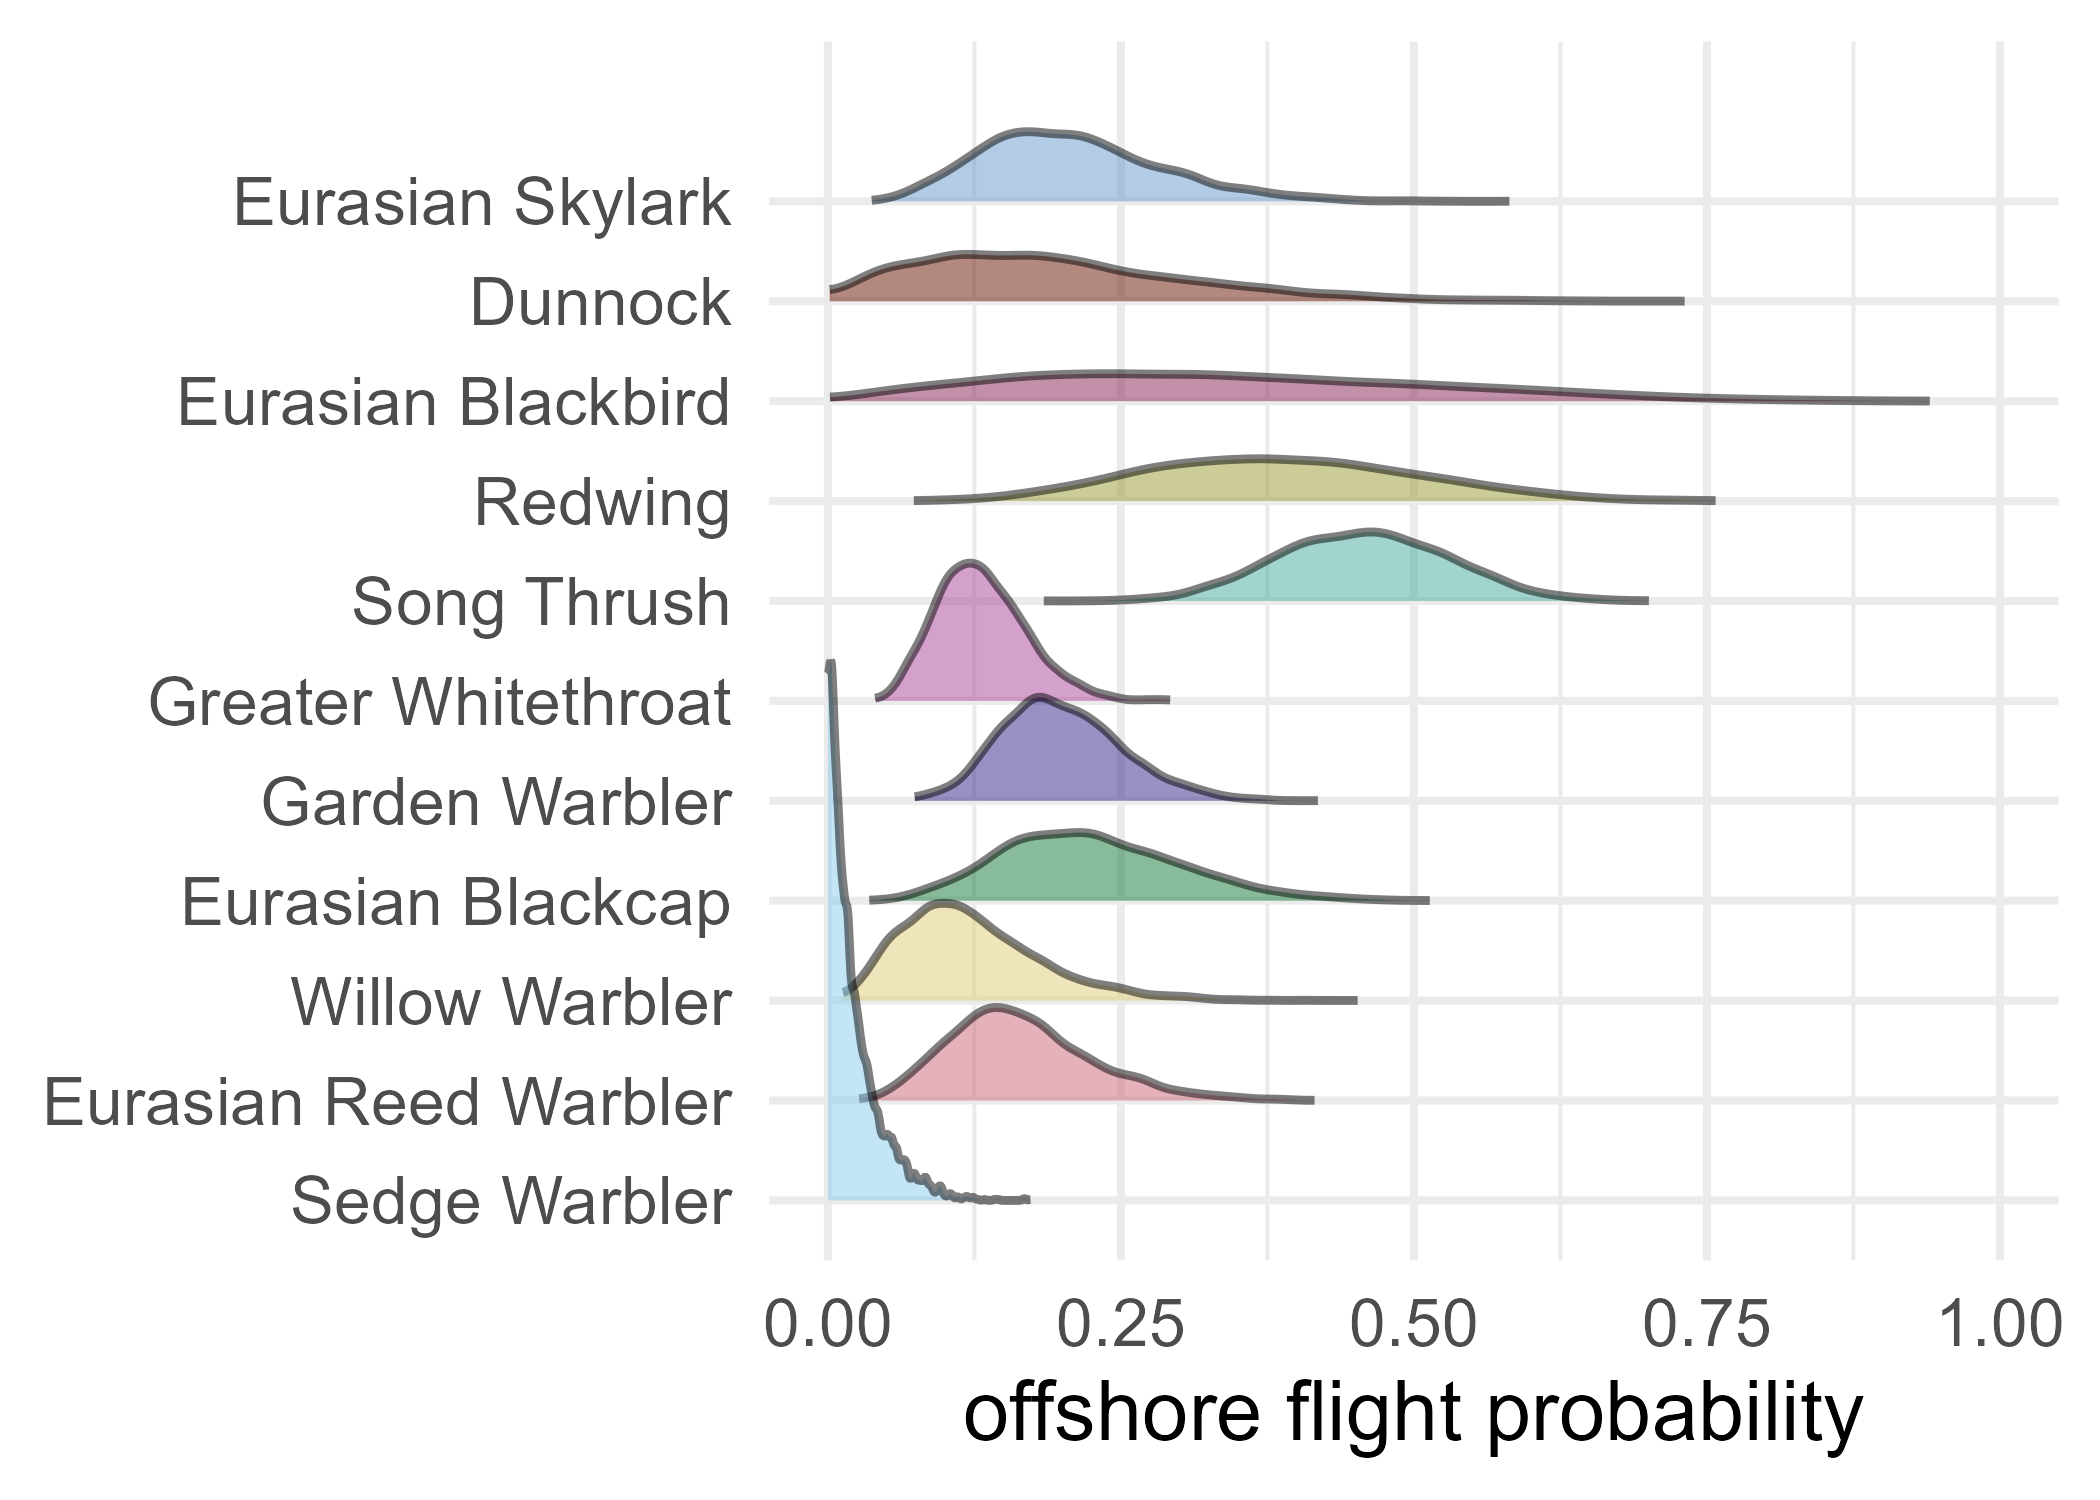 Eurasian Skylark
Dunnock
Eurasian Blackbird
Redwing
Song Thrush
Greater Whitethroat
Garden Warbler
Eurasian Blackcap
Willow Warbler
Eurasian Reed Warbler
Sedge Warbler
0.00 0.25 0.50 0.75 1.00
offshore flight probability